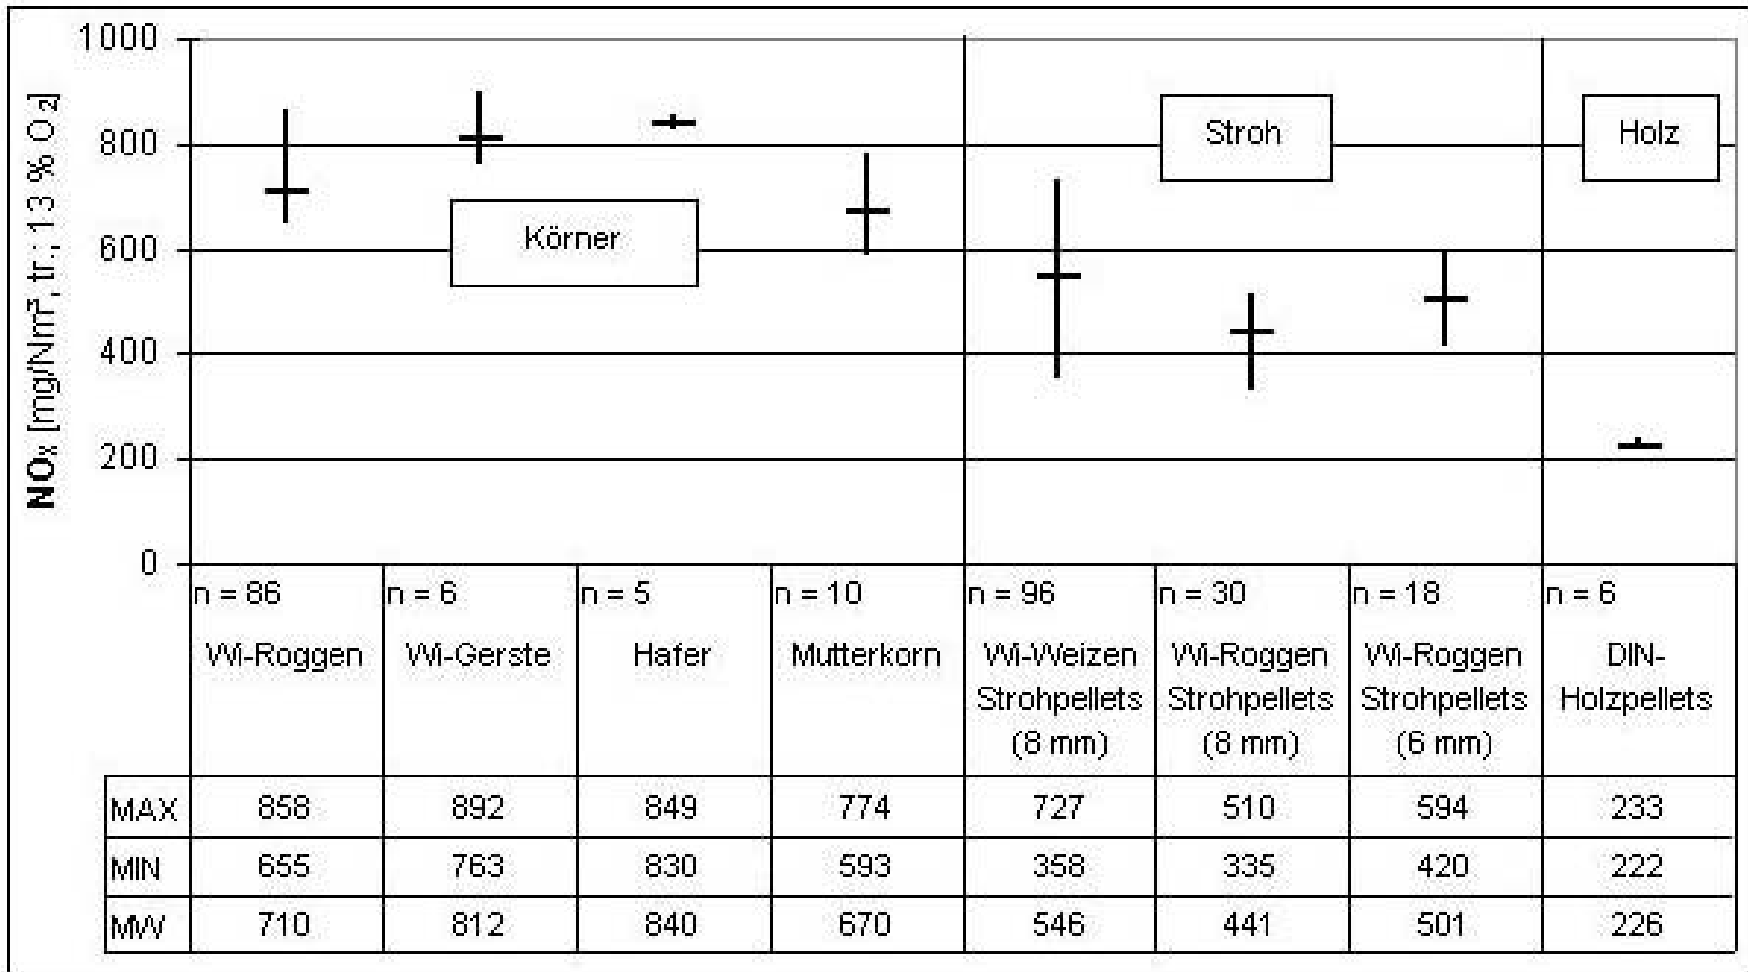 NOx [mg/Nm³, tr.; 13 % O2]
1000
800
600
400
200
0
Körner
Stroh
Holz
n = 86
n = 6
n = 5
n = 10
n = 96
n = 30
n = 18
n = 6
Wi-Roggen
Wi-Gerste
Hafer
Mutterkorn
Wi-Weizen
Strohpellets
(8 mm)
Wi-Roggen
Strohpellets
(8 mm)
Wi-Roggen
Strohpellets
(6 mm)
DIN-
Holzpellets
MAX 858 892 849 774 727 510 594 233
MIN 655 763 830 593 358 335 420 222
MW 710 812 840 670 546 441 501 226